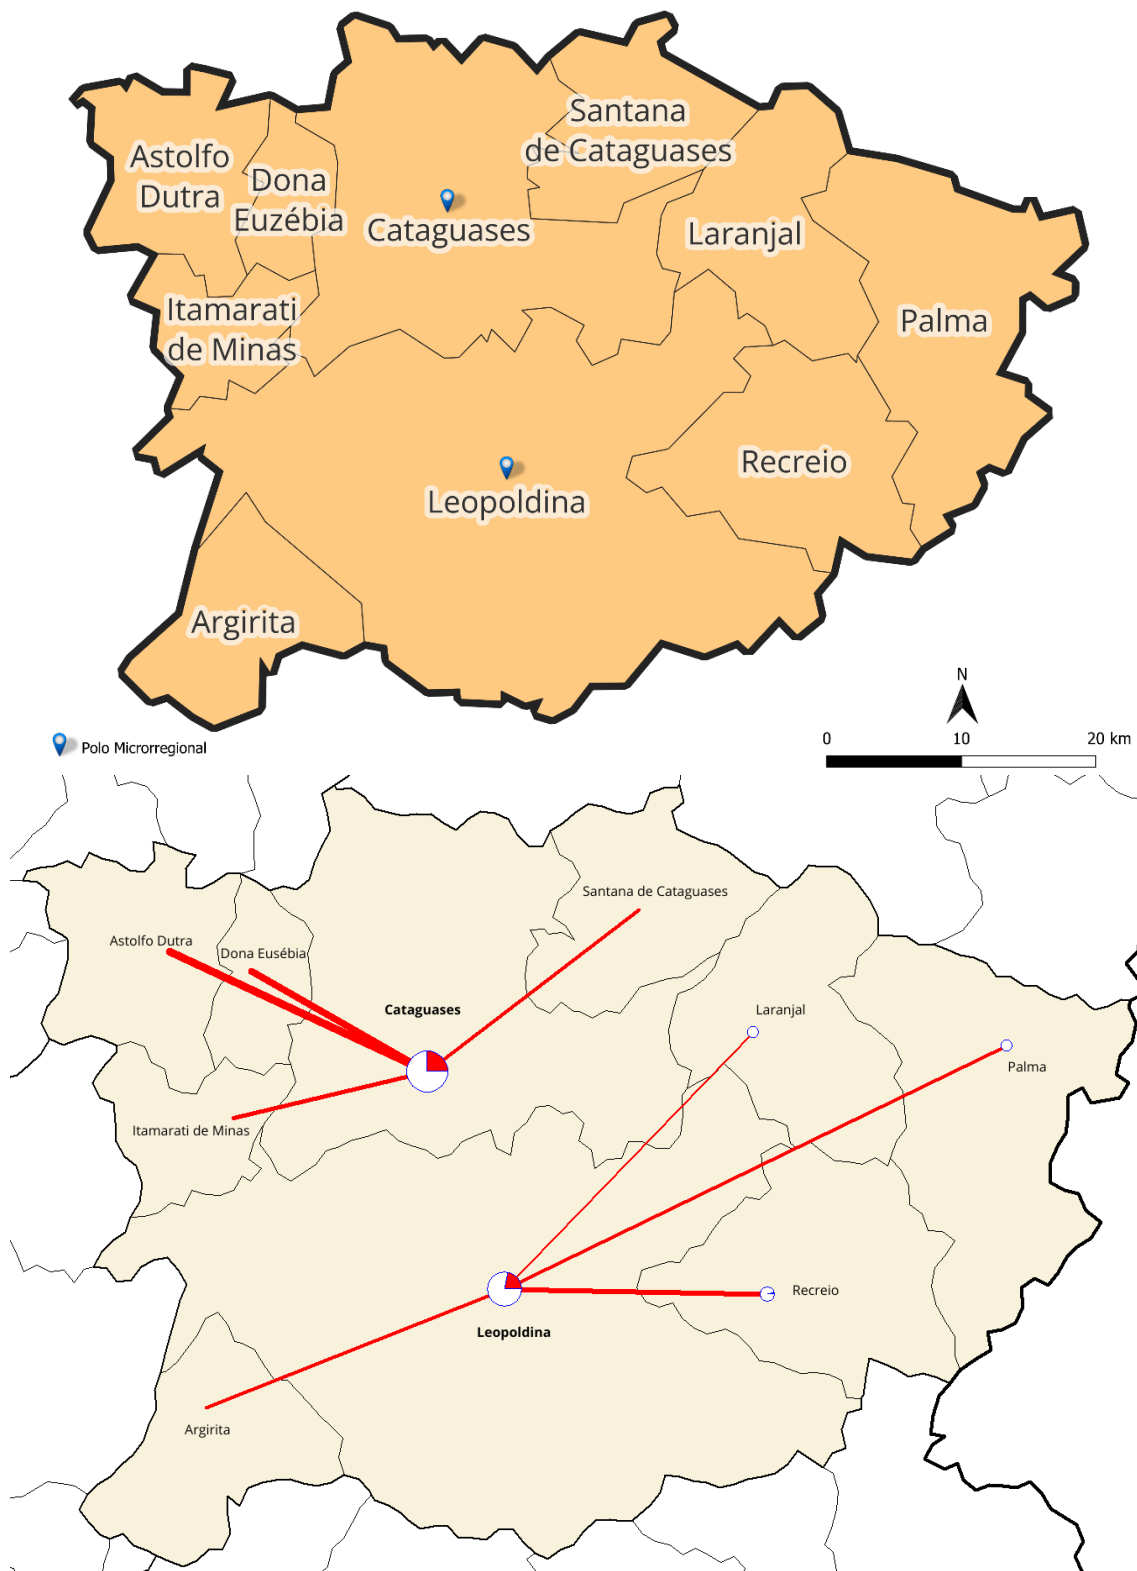 Santana
de Cataguases
Astolfo
Dutra
Dona
Euzébia
Cataguases
Laranjal
Itamarati
de Minas
Palma
Recreio
Leopoldina
Argirita
N
Polo Microrregional
0 10 20 km
Santana de Cataguases
Astolfo Dutra
Dona Eusébia
Cataguases
Laranjal
Palma
Itamarati de Minas
Recreio
Leopoldina
Argirita